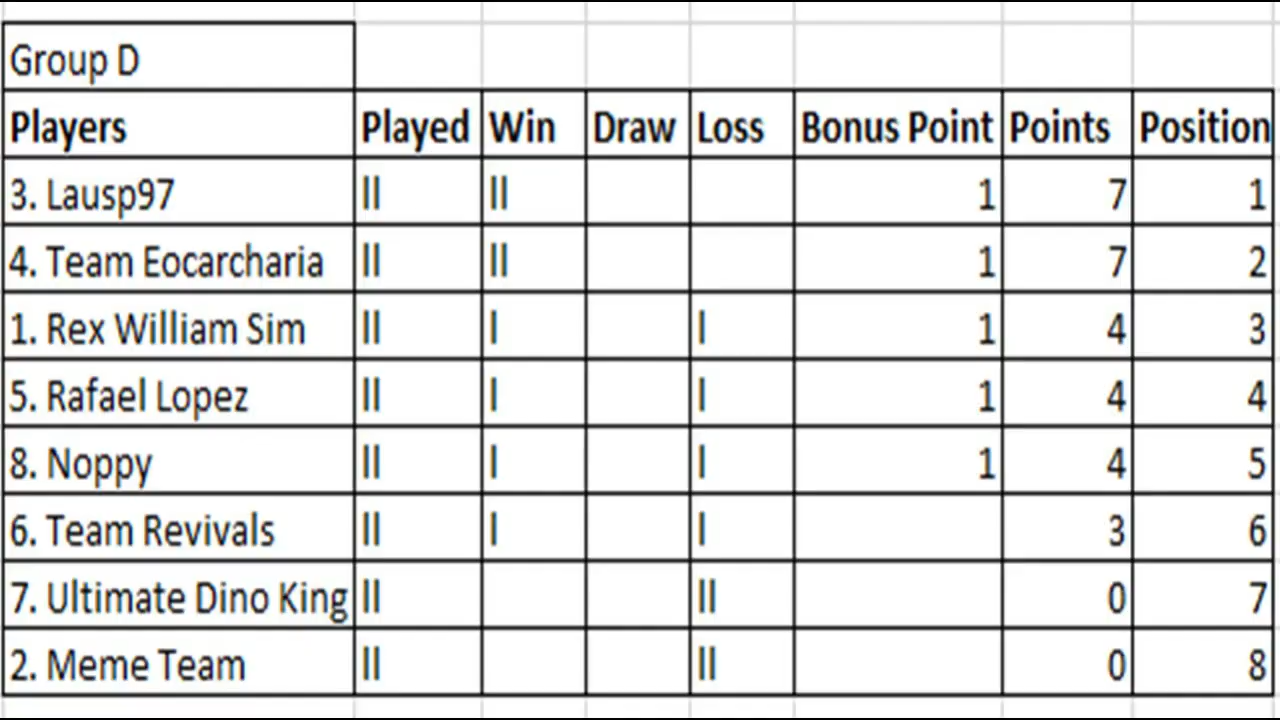 Group D
Players Played Win Draw Loss Bonus Point Points Position
3. Lausp97 II II 1 7 1
4. Team Eocarcharia II II 1 7 2
1. Rex William Sim II I I 1 4 3
5. Rafael Lopez II I I 1 4 4
8. Noppy II I I 1 4 5
6. Team Revivals II I I 3 6
7. Ultimate Dino King II II 0 7
2. Meme Team II II 0 8